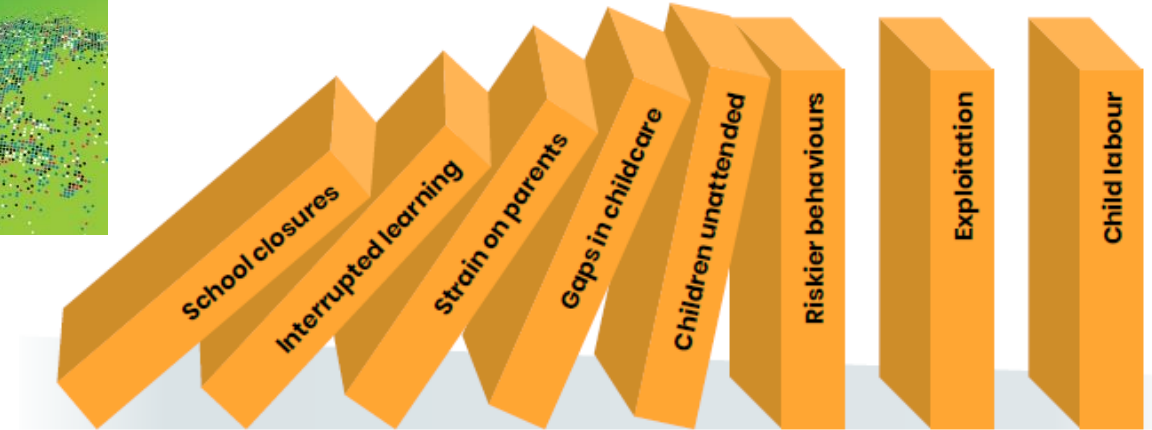 School closures
Interrupted learning
Strain on parents
Gaps in childcare
Children unattended
Riskier behaviours
Exploitation
Child labour